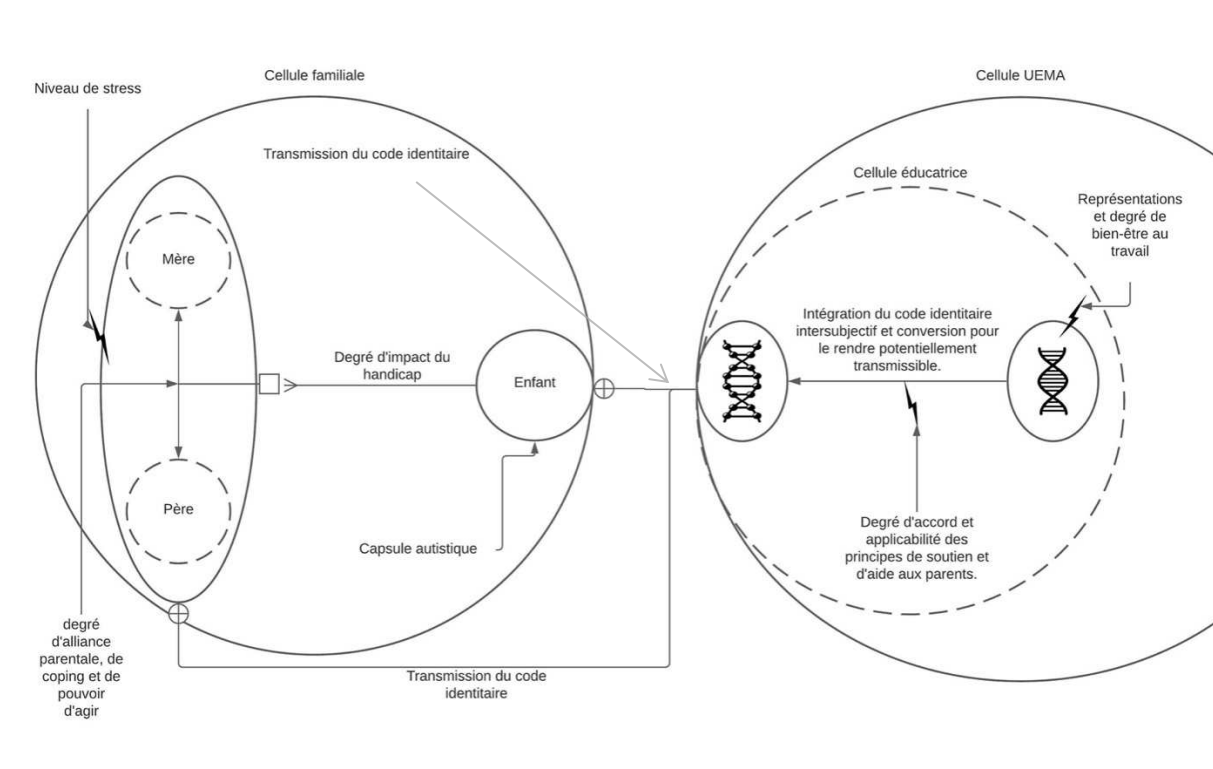 Niveau de stress
Cellule familiale
Cellule UEMA
Transmission du code identitaire
Cellule éducatrice
Représentations
et degré de
bien-être au
travail
Mère
Intégration du code identitaire
intersubjectif et conversion pour
le rendre potentiellement
transmissible.
Degré d'impact du
handicap
Enfant
Père
Capsule autistique
Degré d'accord et
applicabilité des
principes de soutien et
d'aide aux parents.
degré
d'alliance
parentale, de
coping et de
pouvoir
d'agir
Transmission du code
identitaire